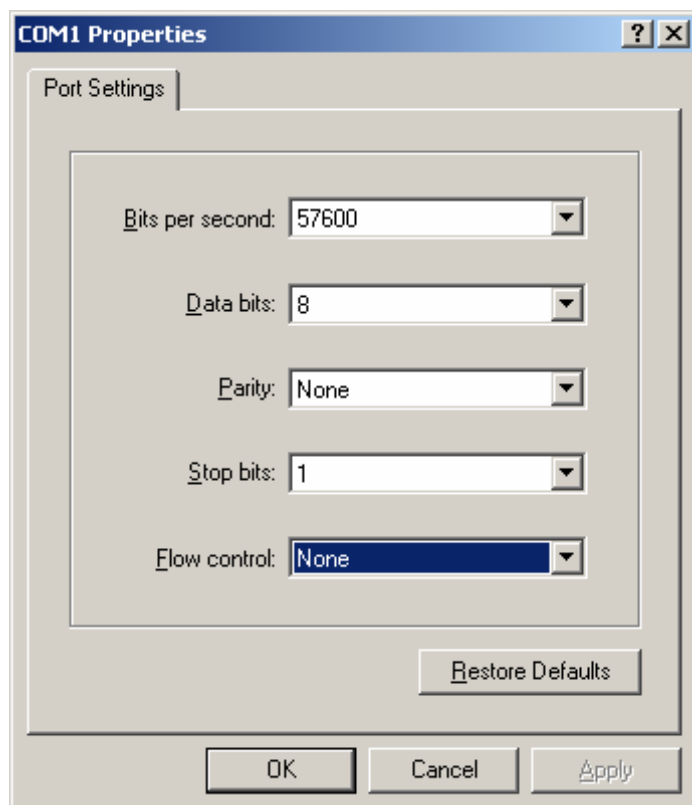 COM1 Properties
Port Settings
Bits per second: 57600
Data bits: 8
Parity: None
Stop bits: 1
Flow control: None
Restore Defaults
OK Cancel Apply